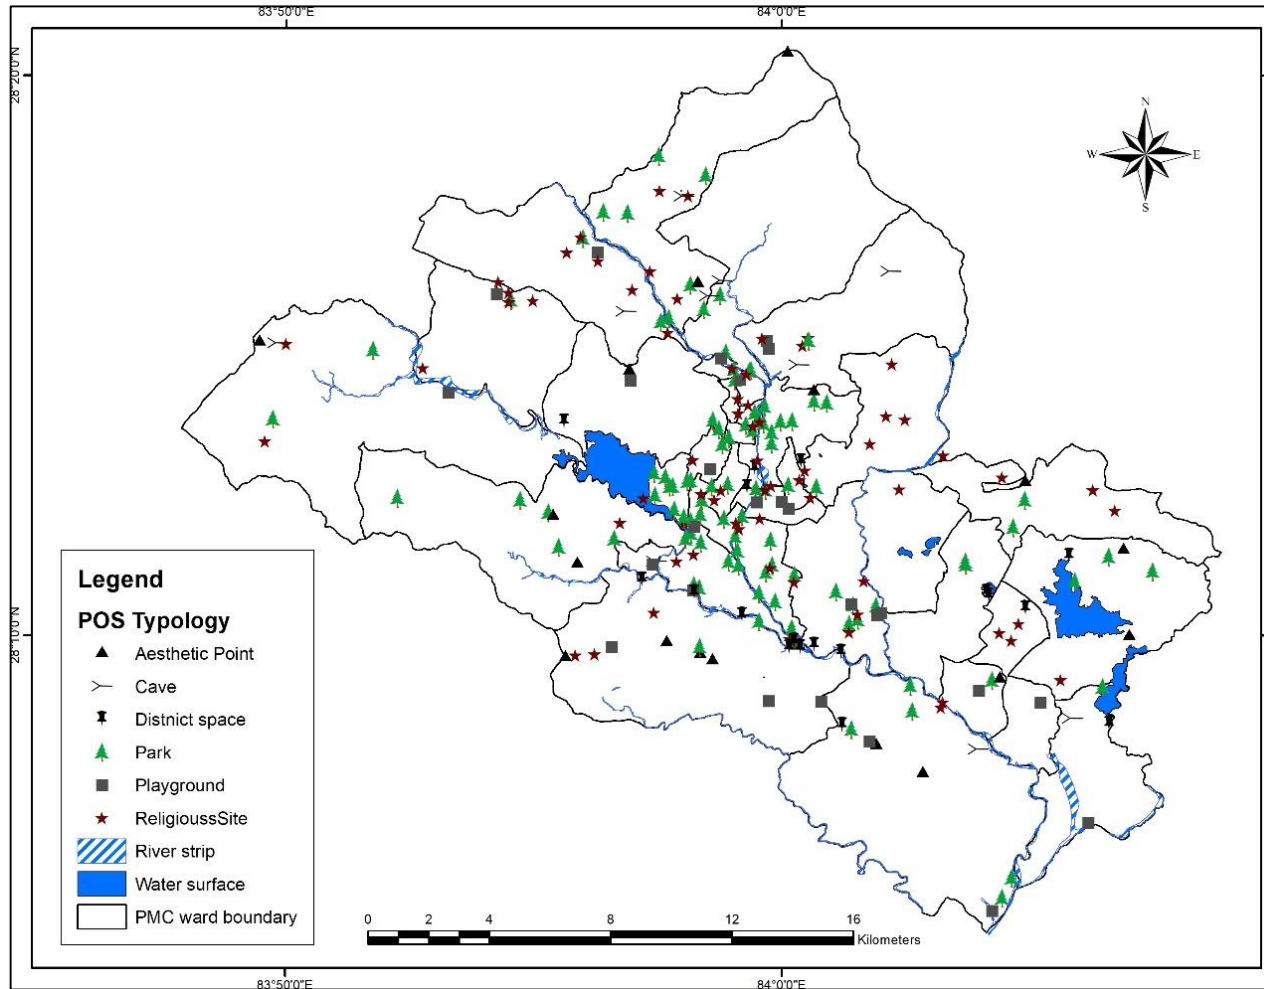 83°50'0"E
84°0'0"E
28°20'0"N
N
W
E
S
28°10'0"N
Legend
POS Typology
Aesthetic Point
Cave
District space
Park
Playground
ReligioussSite
River strip
Water surface
PMC ward boundary
0 2 4 8 12 16
Kilometers
83°50'0"E
84°0'0"E